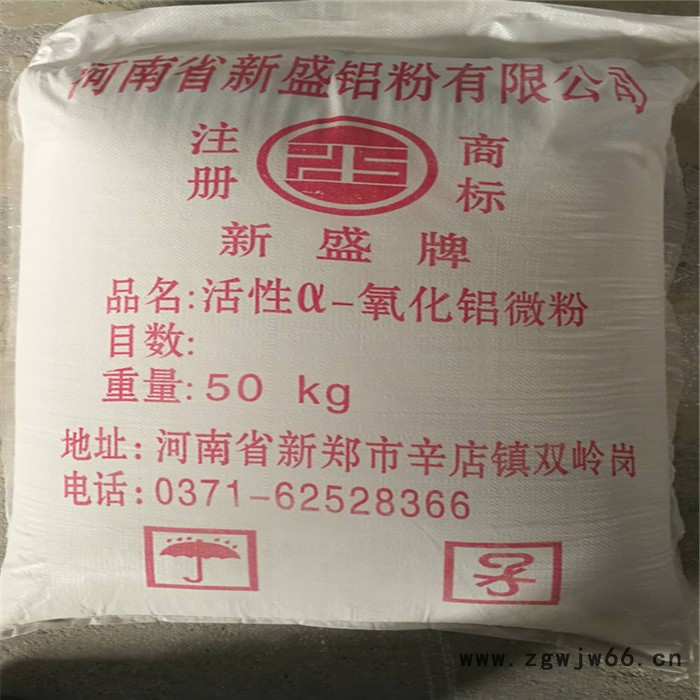 河南省新盛铝粉有限公司
注册
商标
新盛牌
品名:活性α-氧化铝微粉
目数:
重量:50 kg
地址:河南省新郑市辛店镇双岭岗
电话:0371-62528366
www.zgwjw66.cn